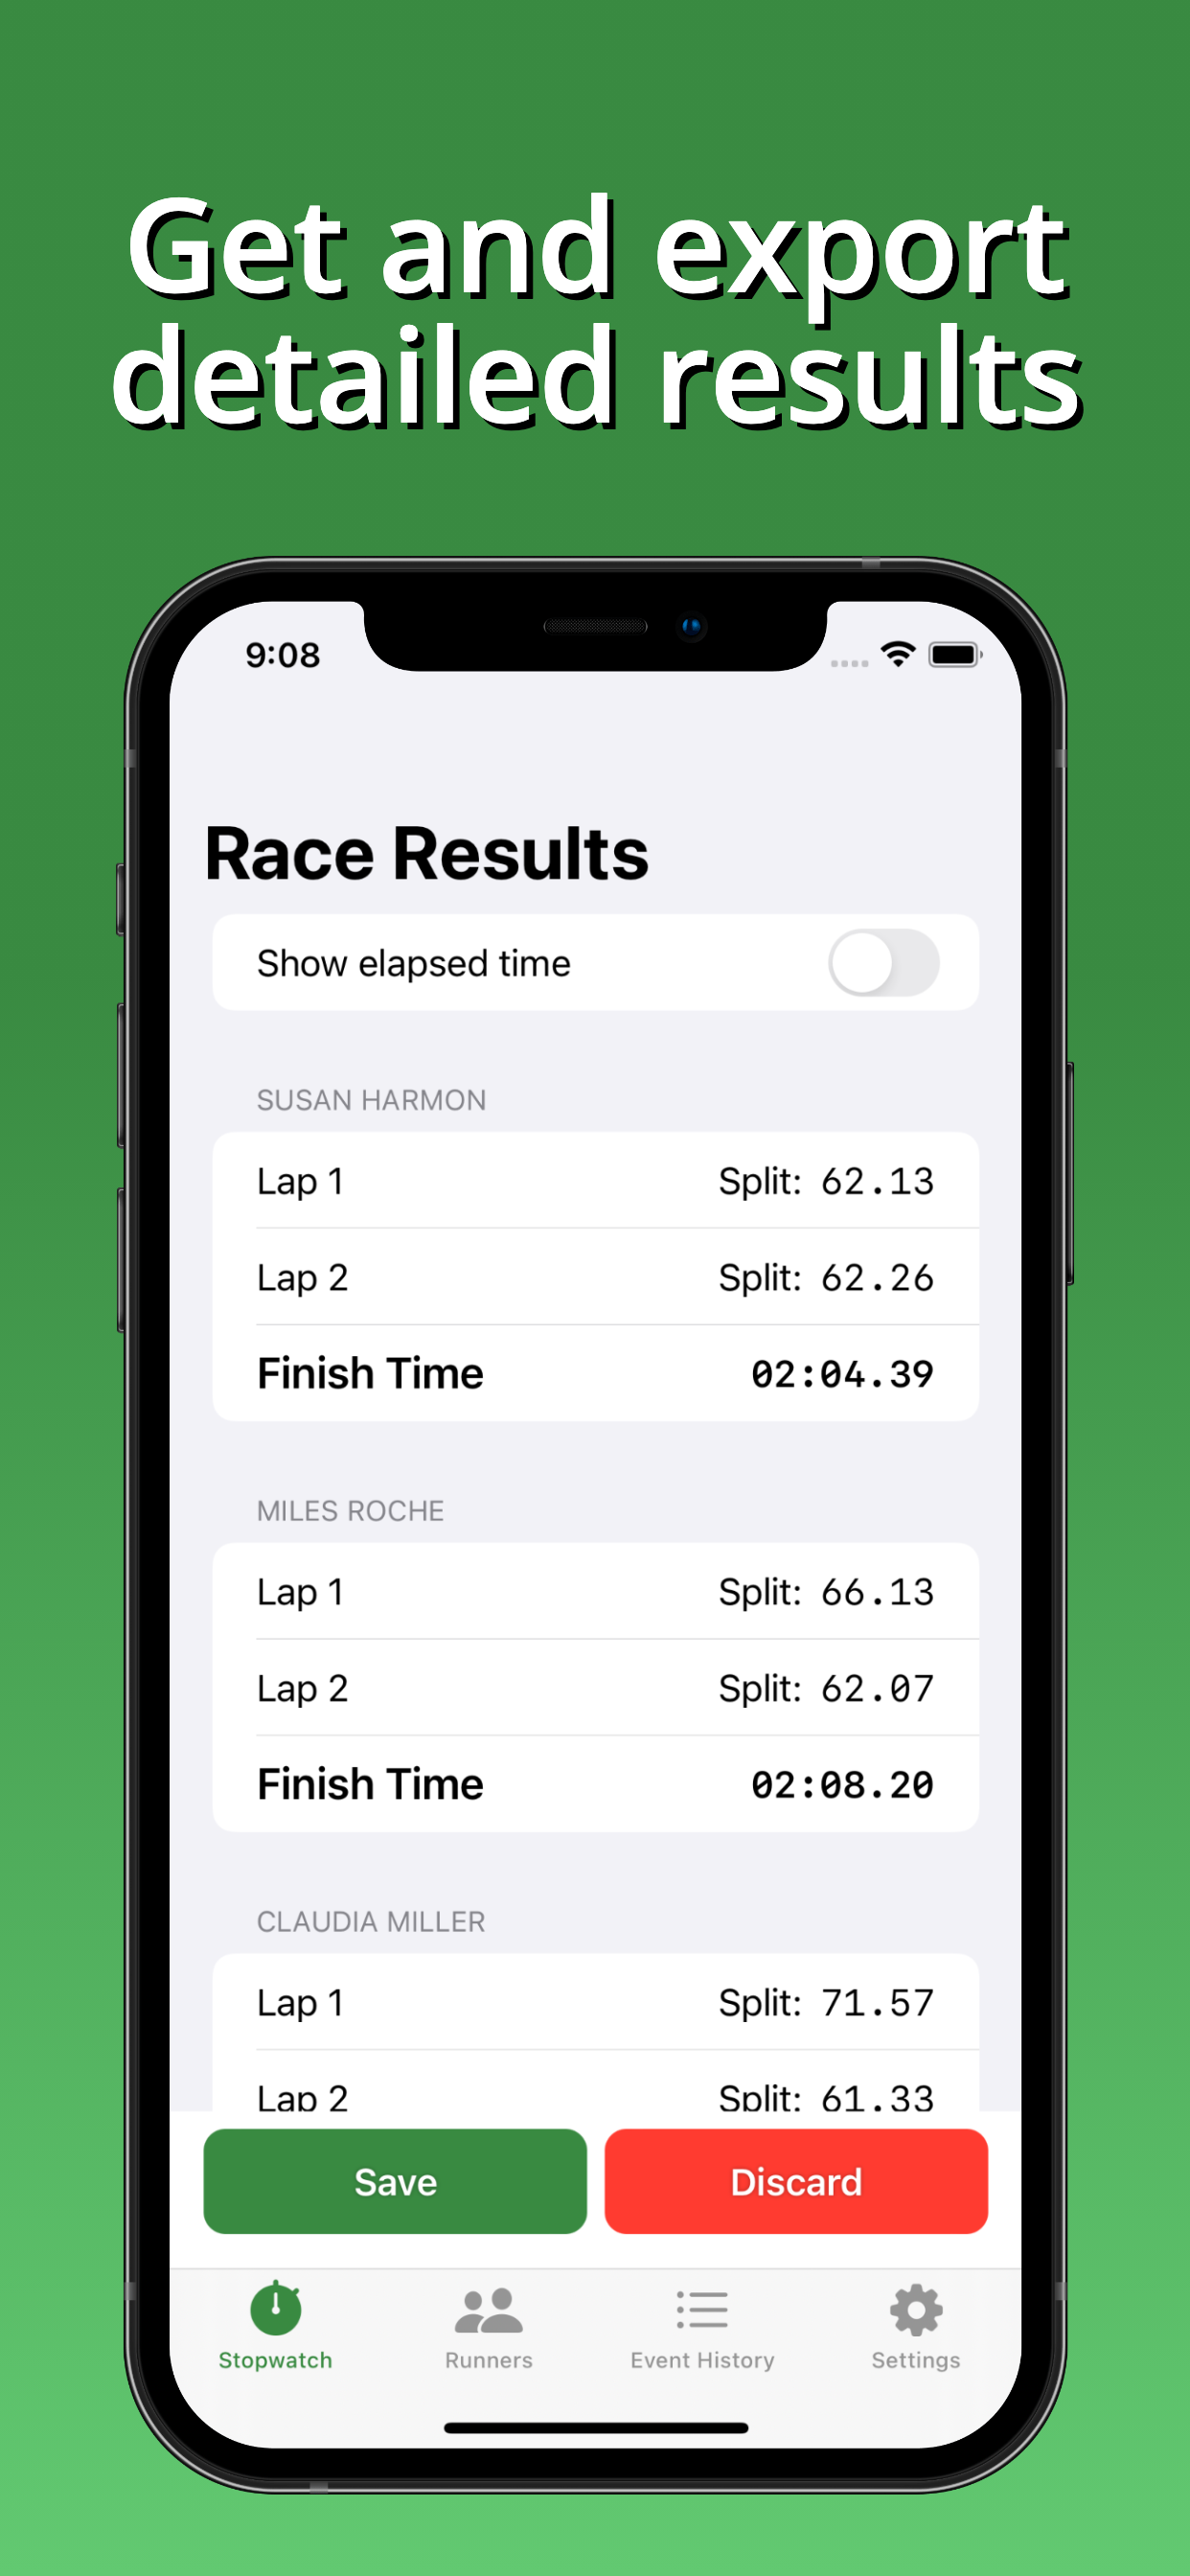 Get and export
detailed results
9:08
Race Results
Show elapsed time
SUSAN HARMON
Lap 1 Split: 62.13
Lap 2 Split: 62.26
Finish Time 02:04.39
MILES ROCHE
Lap 1 Split: 66.13
Lap 2 Split: 62.07
Finish Time 02:08.20
CLAUDIA MILLER
Lap 1 Split: 71.57
Lap 2 Split: 61.33
Save Discard
Stopwatch Runners Event History Settings